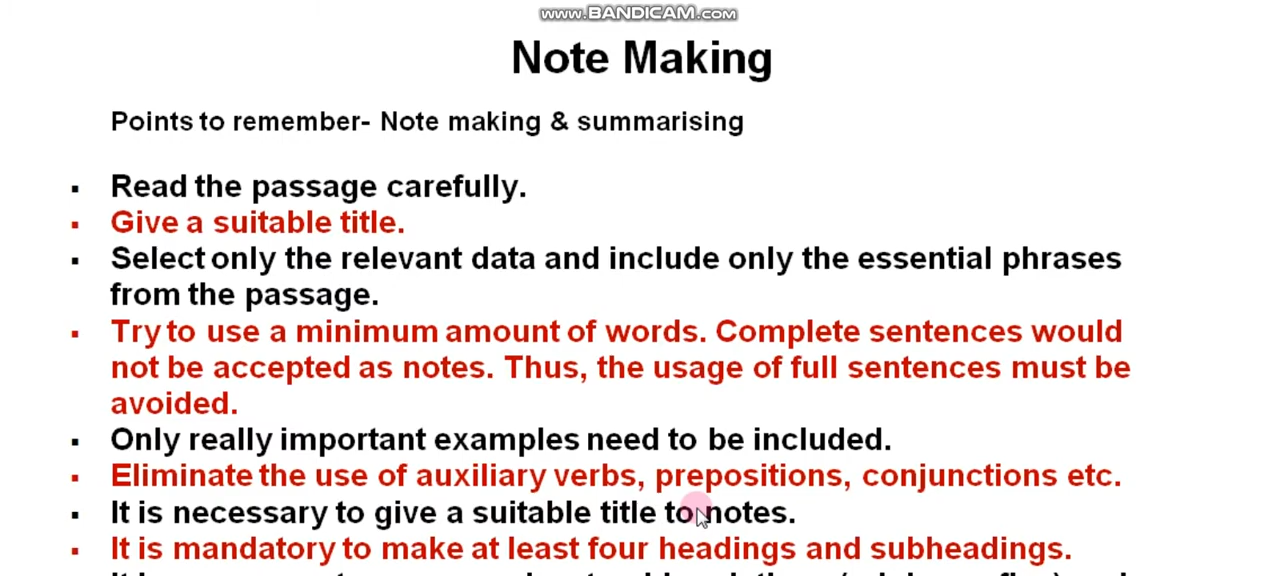 www.BANDICAM.com
Note Making
Points to remember- Note making & summarising
▪ Read the passage carefully.
▪ Give a suitable title.
▪ Select only the relevant data and include only the essential phrases
from the passage.
▪ Try to use a minimum amount of words. Complete sentences would
not be accepted as notes. Thus, the usage of full sentences must be
avoided.
▪ Only really important examples need to be included.
▪ Eliminate the use of auxiliary verbs, prepositions, conjunctions etc.
▪ It is necessary to give a suitable title to notes.
▪ It is mandatory to make at least four headings and subheadings.